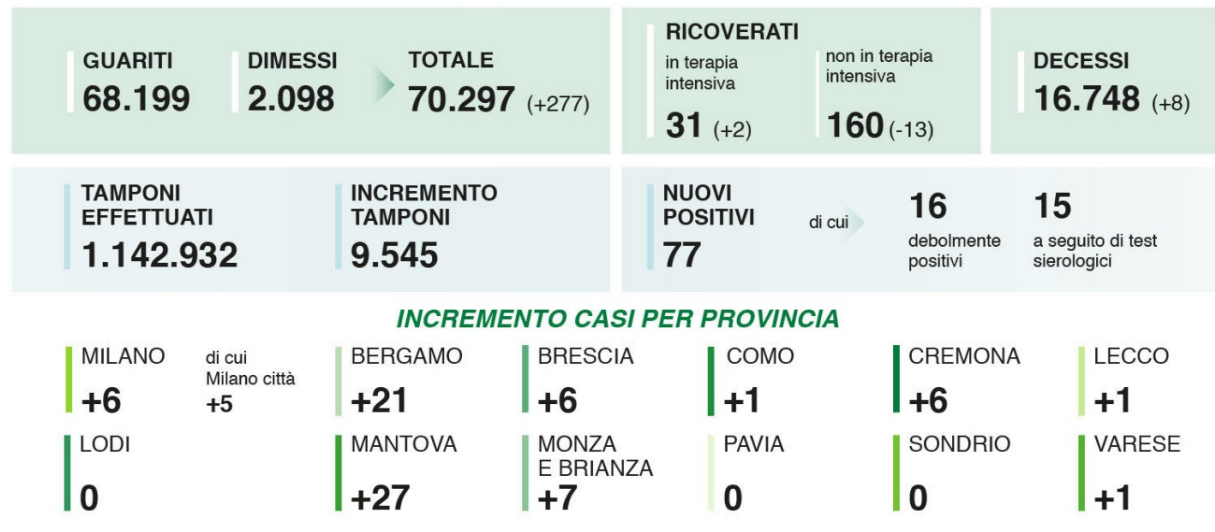 GUARITI
68.199
DIMESSI
2.098
TOTALE
70.297 (+277)
RICOVERATI
in terapia
intensiva
31 (+2)
non in terapia
intensiva
160 (-13)
DECESSI
16.748 (+8)
TAMPONI
EFFETTUATI
1.142.932
INCREMENTO
TAMPONI
9.545
NUOVI
POSITIVI
77
di cui
16
debolmente
positivi
15
a seguito di test
sierologici
INCREMENTO CASI PER PROVINCIA
MILANO
+6
di cui
Milano città
+5
BERGAMO
+21
BRESCIA
+6
COMO
+1
CREMONA
+6
LECCO
+1
LODI
0
MANTOVA
+27
MONZA
E BRIANZA
+7
PAVIA
0
SONDRIO
0
VARESE
+1